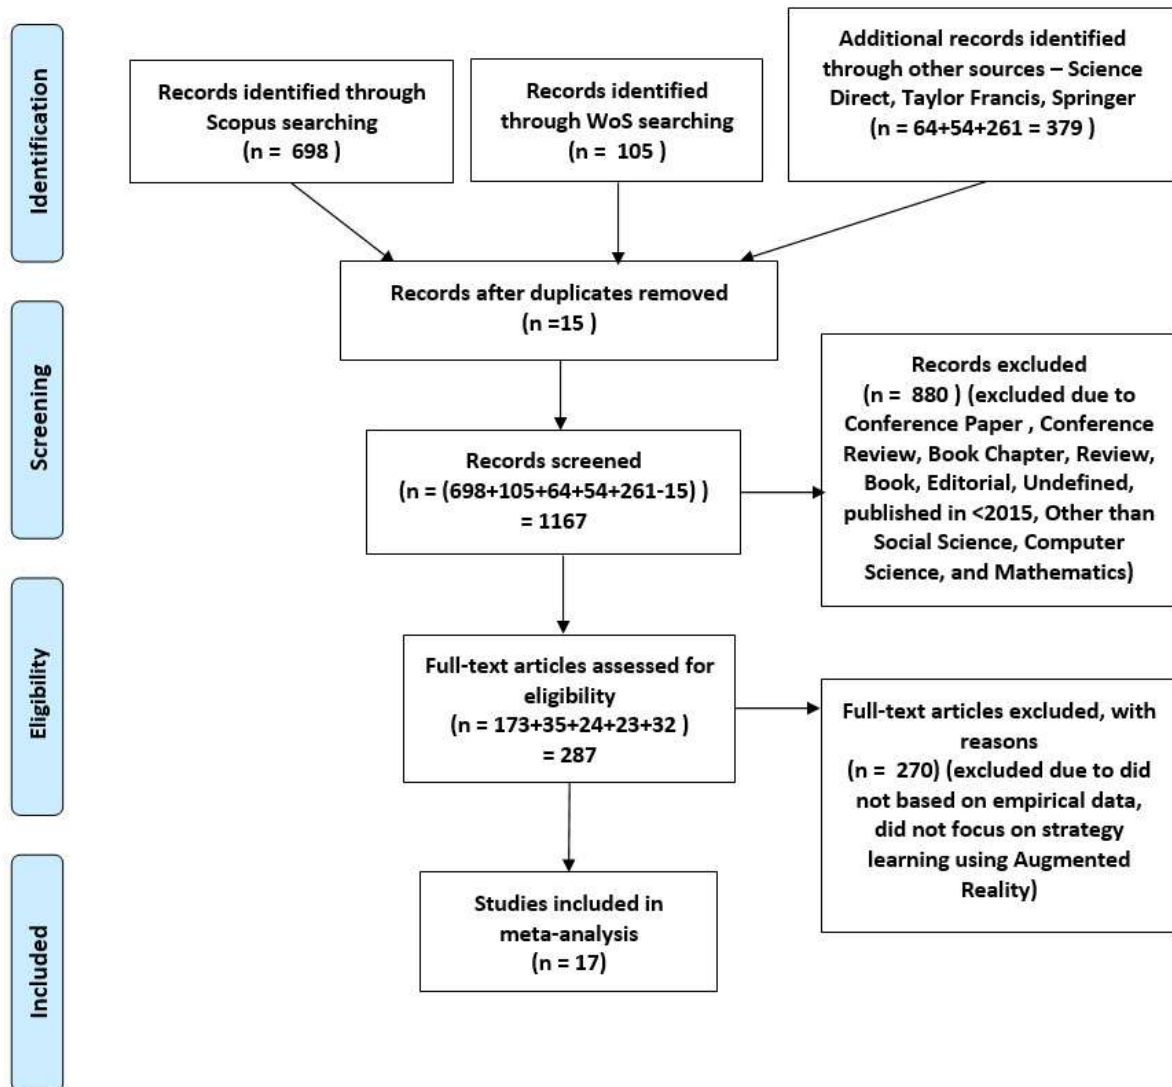 Identification
Records identified through
Scopus searching
(n =  698 )
Records identified
through WoS searching
(n =  105 )
Additional records identified
through other sources – Science
Direct, Taylor Francis, Springer
(n = 64+54+261 = 379 )
Records after duplicates removed
(n =15 )
Screening
Records screened
(n = (698+105+64+54+261-15) )
= 1167
Records excluded
(n =  880 ) (excluded due to
Conference Paper , Conference
Review, Book Chapter, Review,
Book, Editorial, Undefined,
published in <2015, Other than
Social Science, Computer
Science, and Mathematics)
Eligibility
Full-text articles assessed for
eligibility
(n = 173+35+24+23+32 )
= 287
Full-text articles excluded, with
reasons
(n =  270) (excluded due to did
not based on empirical data,
did not focus on strategy
learning using Augmented
Reality)
Included
Studies included in
meta-analysis
(n = 17)